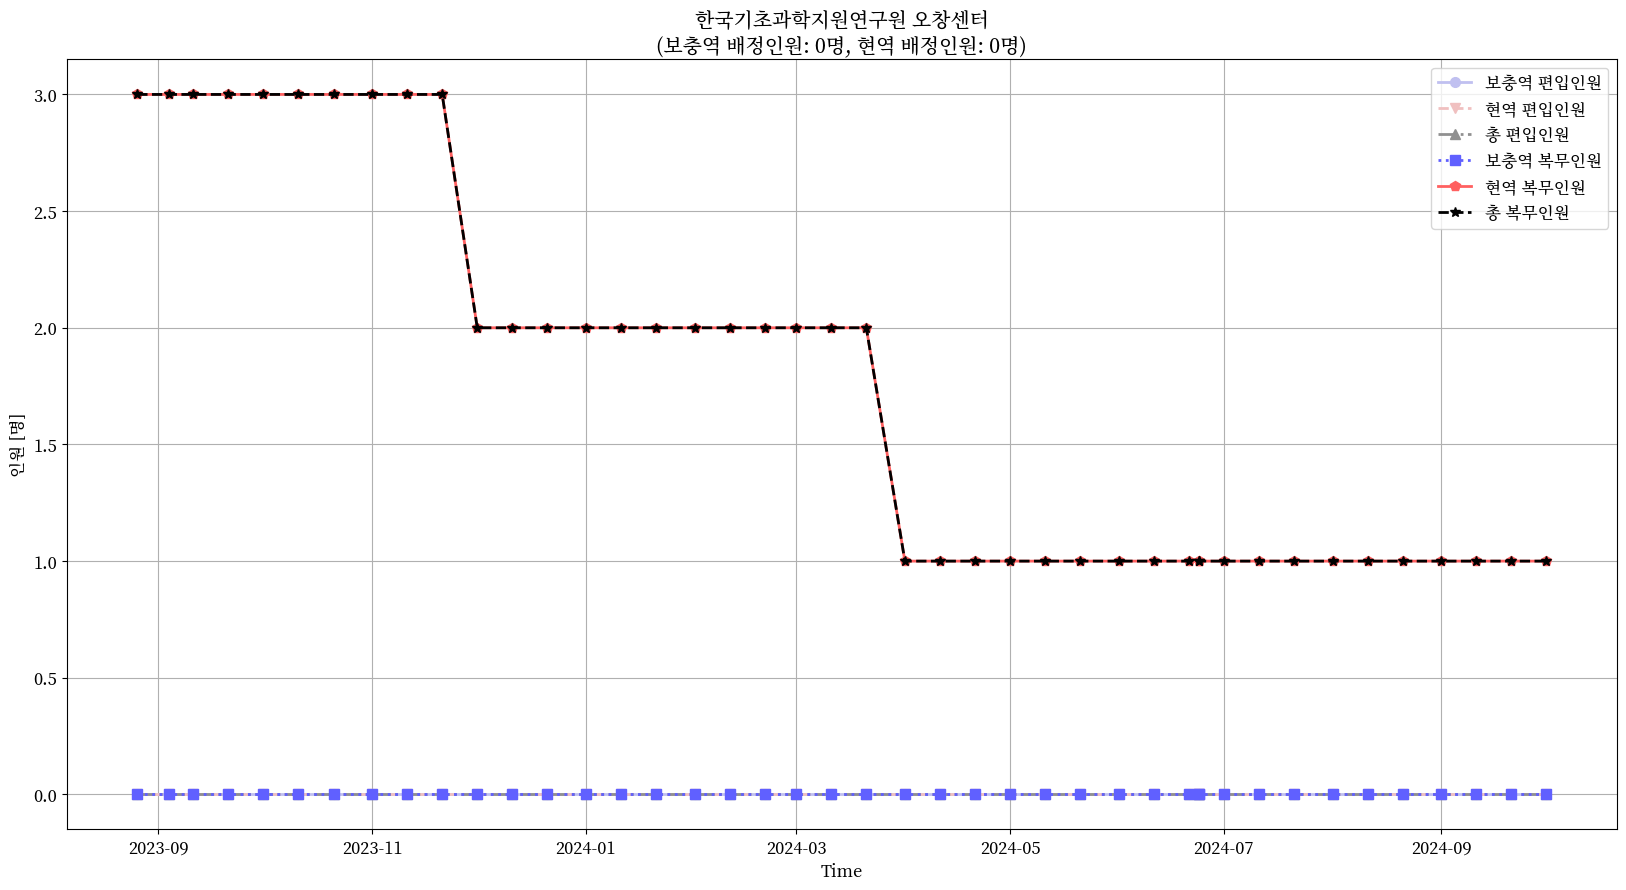 한국기초과학지원연구원 오창센터
(보충역 배정인원: 0명, 현역 배정인원: 0명)
보충역 편입인원
현역 편입인원
총 편입인원
보충역 복무인원
현역 복무인원
총 복무인원
인원 [명]
3.0
2.5
2.0
1.5
1.0
0.5
0.0
2023-09
2023-11
2024-01
2024-03
2024-05
2024-07
2024-09
Time